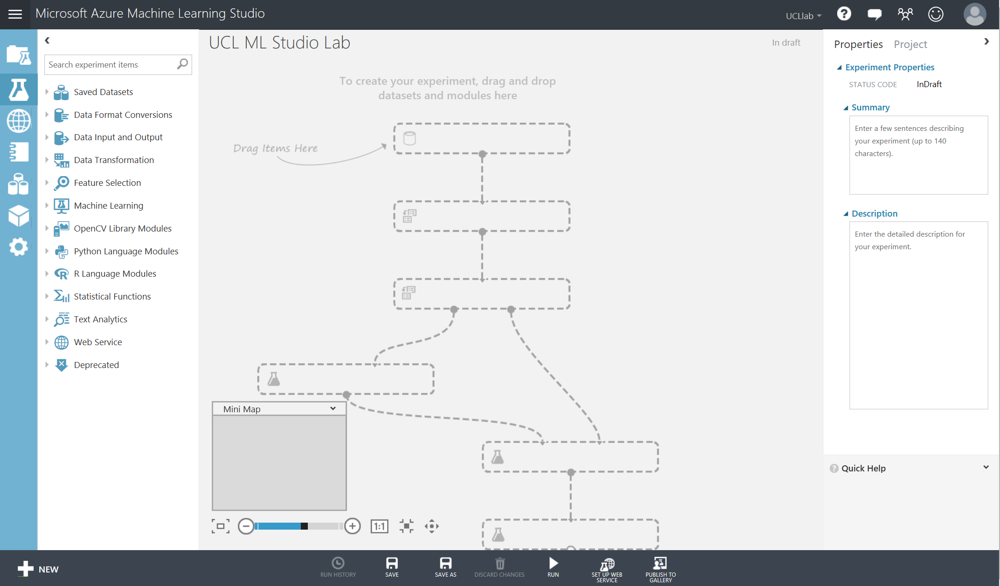 Microsoft Azure Machine Learning Studio
UCLlab
Search experiment items
Saved Datasets
Data Format Conversions
Data Input and Output
Data Transformation
Feature Selection
Machine Learning
OpenCV Library Modules
Python Language Modules
R Language Modules
Statistical Functions
Text Analytics
Web Service
Deprecated
UCL ML Studio Lab
In draft
To create your experiment, drag and drop
datasets and modules here
Drag Items Here
Mini Map
1:1
Properties Project
Experiment Properties
STATUS CODE InDraft
Summary
Enter a few sentences describing
your experiment (up to 140
characters).
Description
Enter the detailed description for
your experiment.
Quick Help
NEW
RUN HISTORY
SAVE
SAVE AS
DISCARD CHANGES
RUN
SET UP WEB
SERVICE
PUBLISH TO
GALLERY